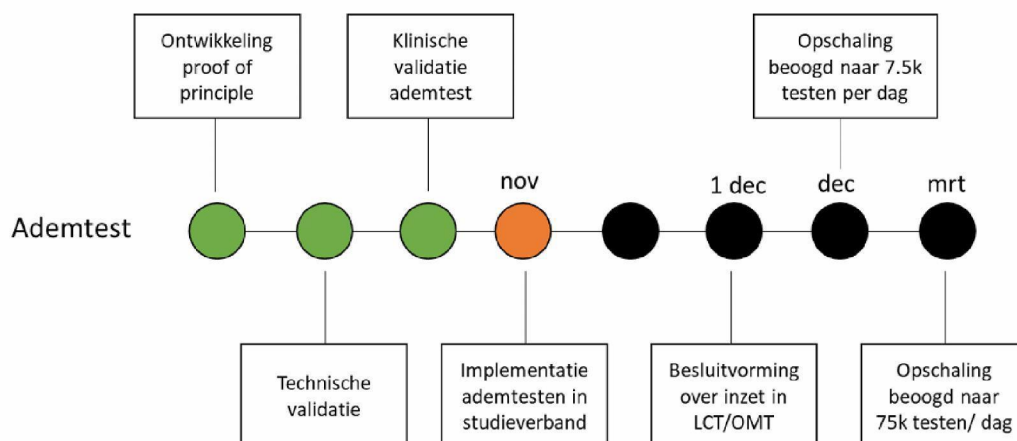 Ontwikkeling
proof of
principle
Klinische
validatie
ademtest
Opschaling
beoogd naar 7.5k
testen per dag
nov
1 dec
dec
mrt
Ademtest
Technische
validatie
Implementatie
ademtesten in
studieverband
Besluitvorming
over inzet in
LCT/OMT
Opschaling
beoogd naar
75k testen/ dag